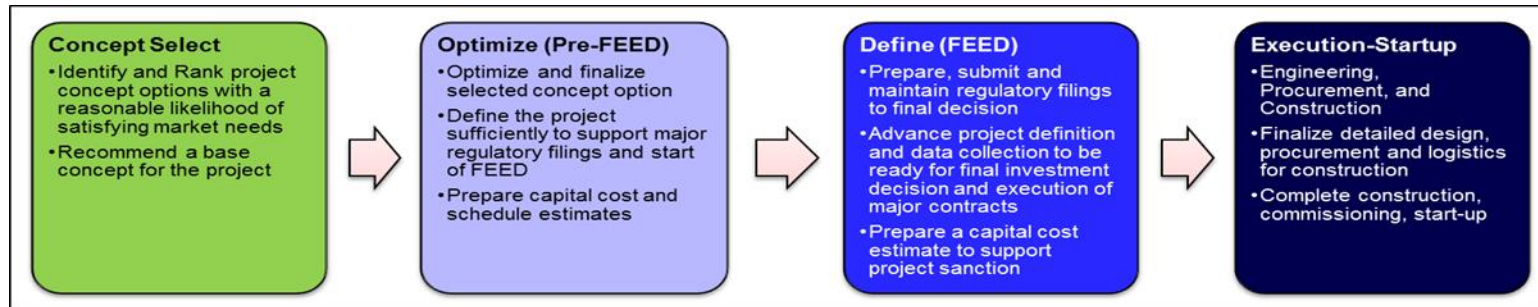 Concept Select
•Identify and Rank project
concept options with a
reasonable likelihood of
satisfying market needs
•Recommend a base
concept for the project
Optimize (Pre-FEED)
•Optimize and finalize
selected concept option
•Define the project
sufficiently to support major
regulatory filings and start
of FEED
•Prepare capital cost and
schedule estimates
Define (FEED)
•Prepare, submit and
maintain regulatory filings
to final decision
•Advance project definition
and data collection to be
ready for final investment
decision and execution of
major contracts
•Prepare a capital cost
estimate to support
project sanction
Execution-Startup
•Engineering,
Procurement, and
Construction
•Finalize detailed design,
procurement and logistics
for construction
•Complete construction,
commissioning, start-up